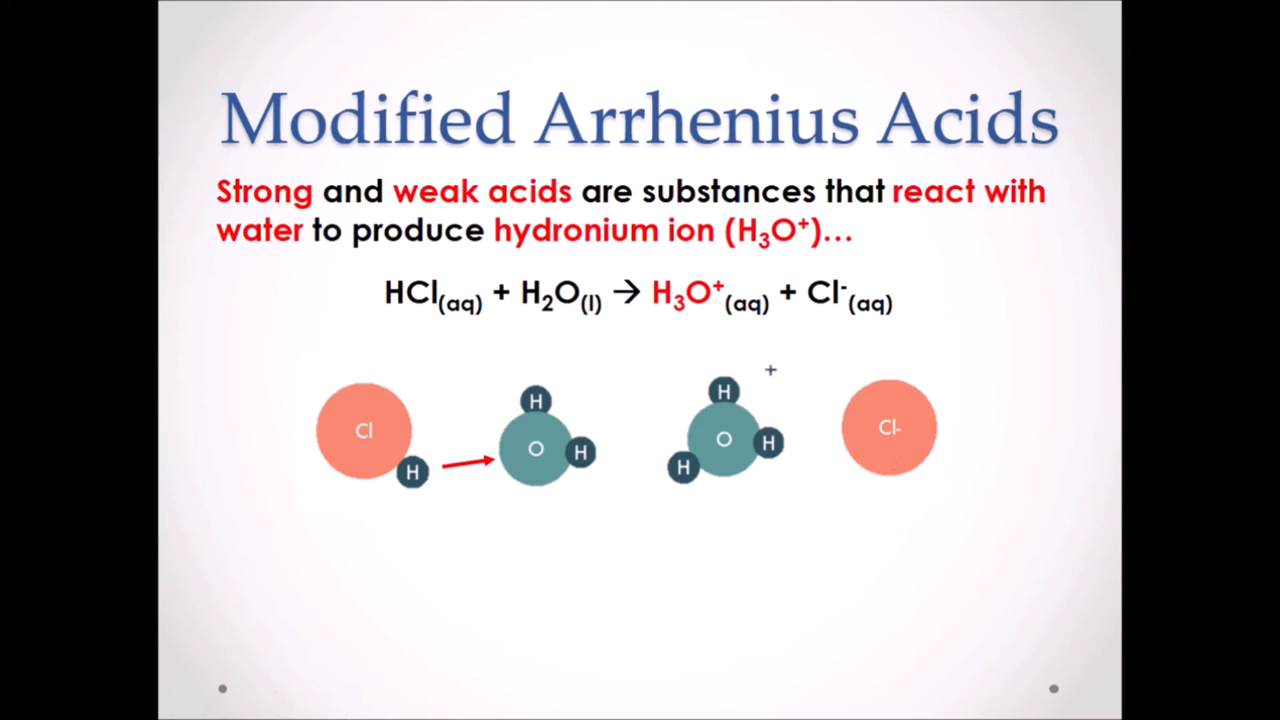 Modified Arrhenius Acids
Strong and weak acids are substances that react with
water to produce hydronium ion (H₃O⁺)…
HCl₍aq₎ + H₂O₍l₎ → H₃O⁺₍aq₎ + Cl⁻₍aq₎
Cl H H O H H O H H + Cl-